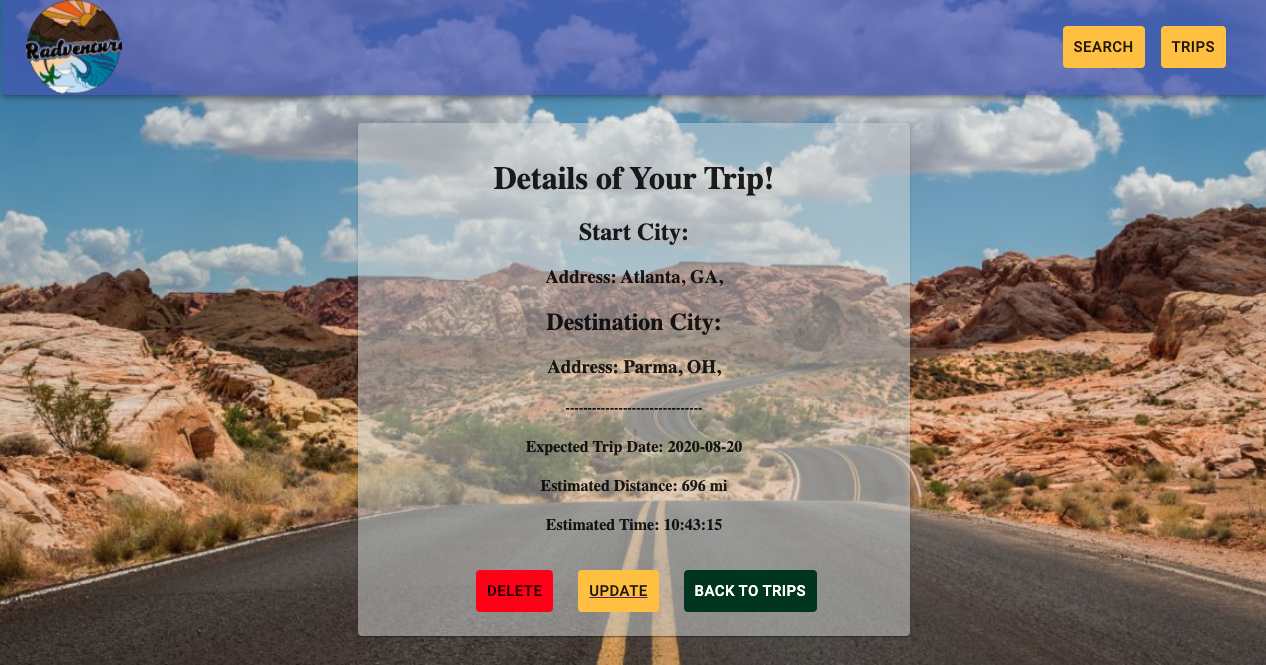 Radventure
SEARCH
TRIPS
Details of Your Trip!
Start City:
Address: Atlanta, GA,
Destination City:
Address: Parma, OH,
-------------------------------
Expected Trip Date: 2020-08-20
Estimated Distance: 696 mi
Estimated Time: 10:43:15
DELETE
UPDATE
BACK TO TRIPS